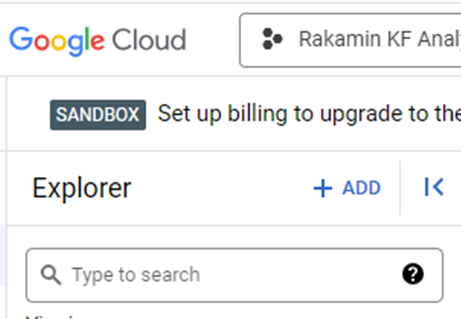 Google Cloud
Rakamin KF Anal
SANDBOX Set up billing to upgrade to the
Explorer
+ ADD
Type to search